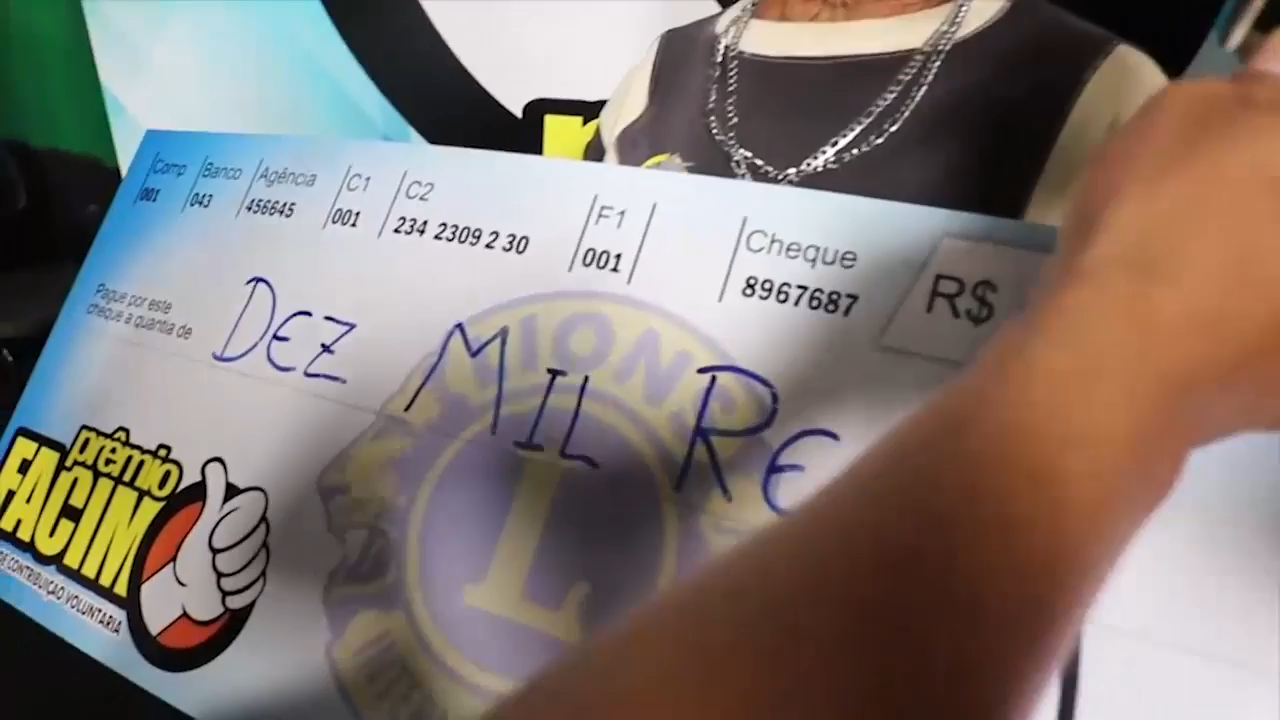 Comp Banco Agência C1 C2 F1 Cheque R$
001 043 456645 001 234 2309 2 30 001 8967687
Pague por este
cheque a quantia de
DEZ MIL RE
LIONS
L
prêmio
FACIM
DE CONTRIBUIÇÃO VOLUNTARIA